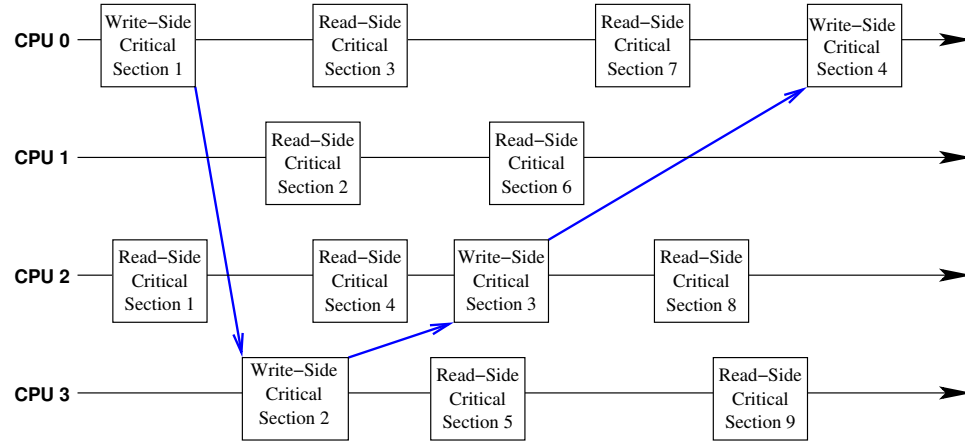 CPU 0
Write−Side
Critical
Section 1
Read−Side
Critical
Section 3
Read−Side
Critical
Section 7
Write−Side
Critical
Section 4
CPU 1
Read−Side
Critical
Section 2
Read−Side
Critical
Section 6
CPU 2
Read−Side
Critical
Section 1
Read−Side
Critical
Section 4
Write−Side
Critical
Section 3
Read−Side
Critical
Section 8
CPU 3
Write−Side
Critical
Section 2
Read−Side
Critical
Section 5
Read−Side
Critical
Section 9